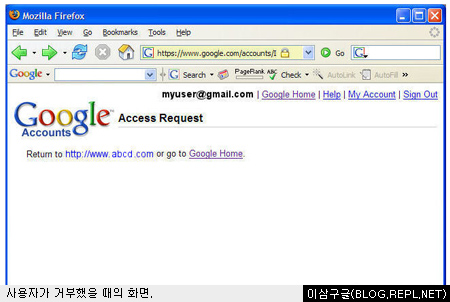 Mozilla Firefox
File Edit View Go Bookmarks Tools Help
https://www.google.com/accounts/I Go G
Google Search PageRank ABC Check AutoLink AutoFill »
myuser@gmail.com | Google Home | Help | My Account | Sign Out
Google™
Accounts
Access Request
Return to http://www.abcd.com or go to Google Home.
사용자가 거부했을 때의 화면.
이삼구글(BLOG.REPL.NET)